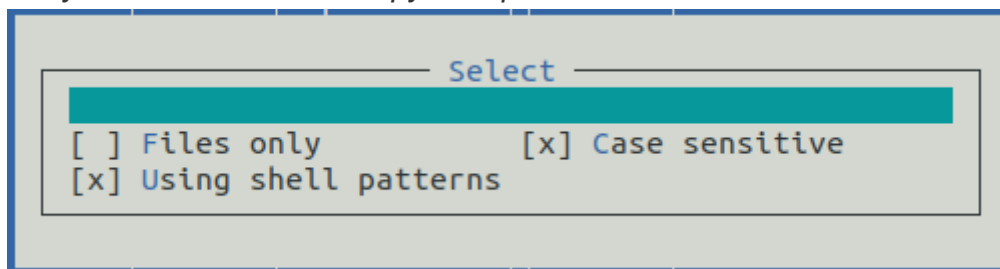 Select
[ ] Files only [x] Case sensitive
[x] Using shell patterns